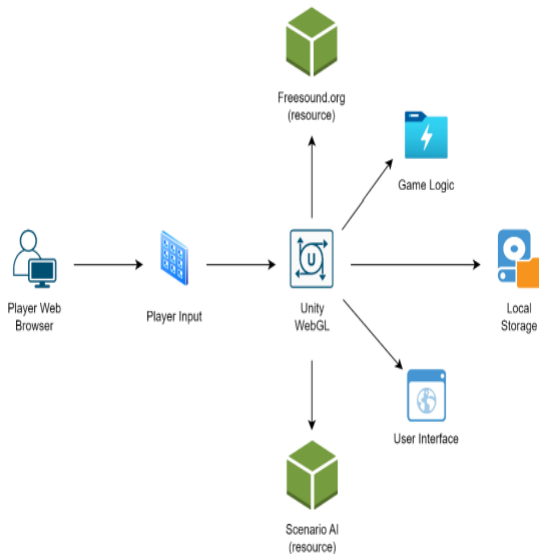 Freesound.org
(resource)
Game Logic
Player Web
Browser
Player Input
U
Unity
WebGL
Local
Storage
User Interface
Scenario AI
(resource)